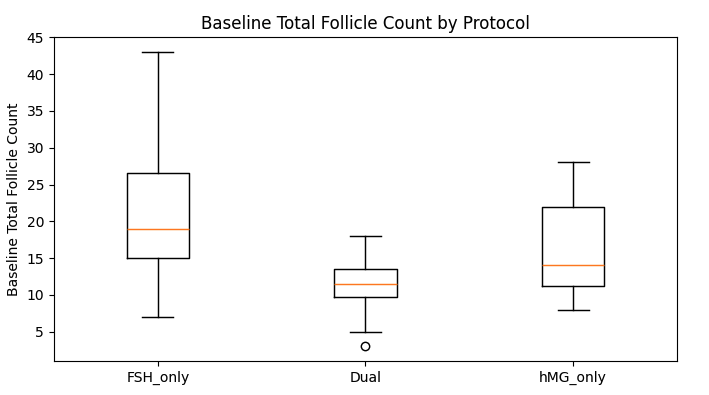 Baseline Total Follicle Count by Protocol
Baseline Total Follicle Count
45
40
35
30
25
20
15
10
5
FSH_only
Dual
hMG_only